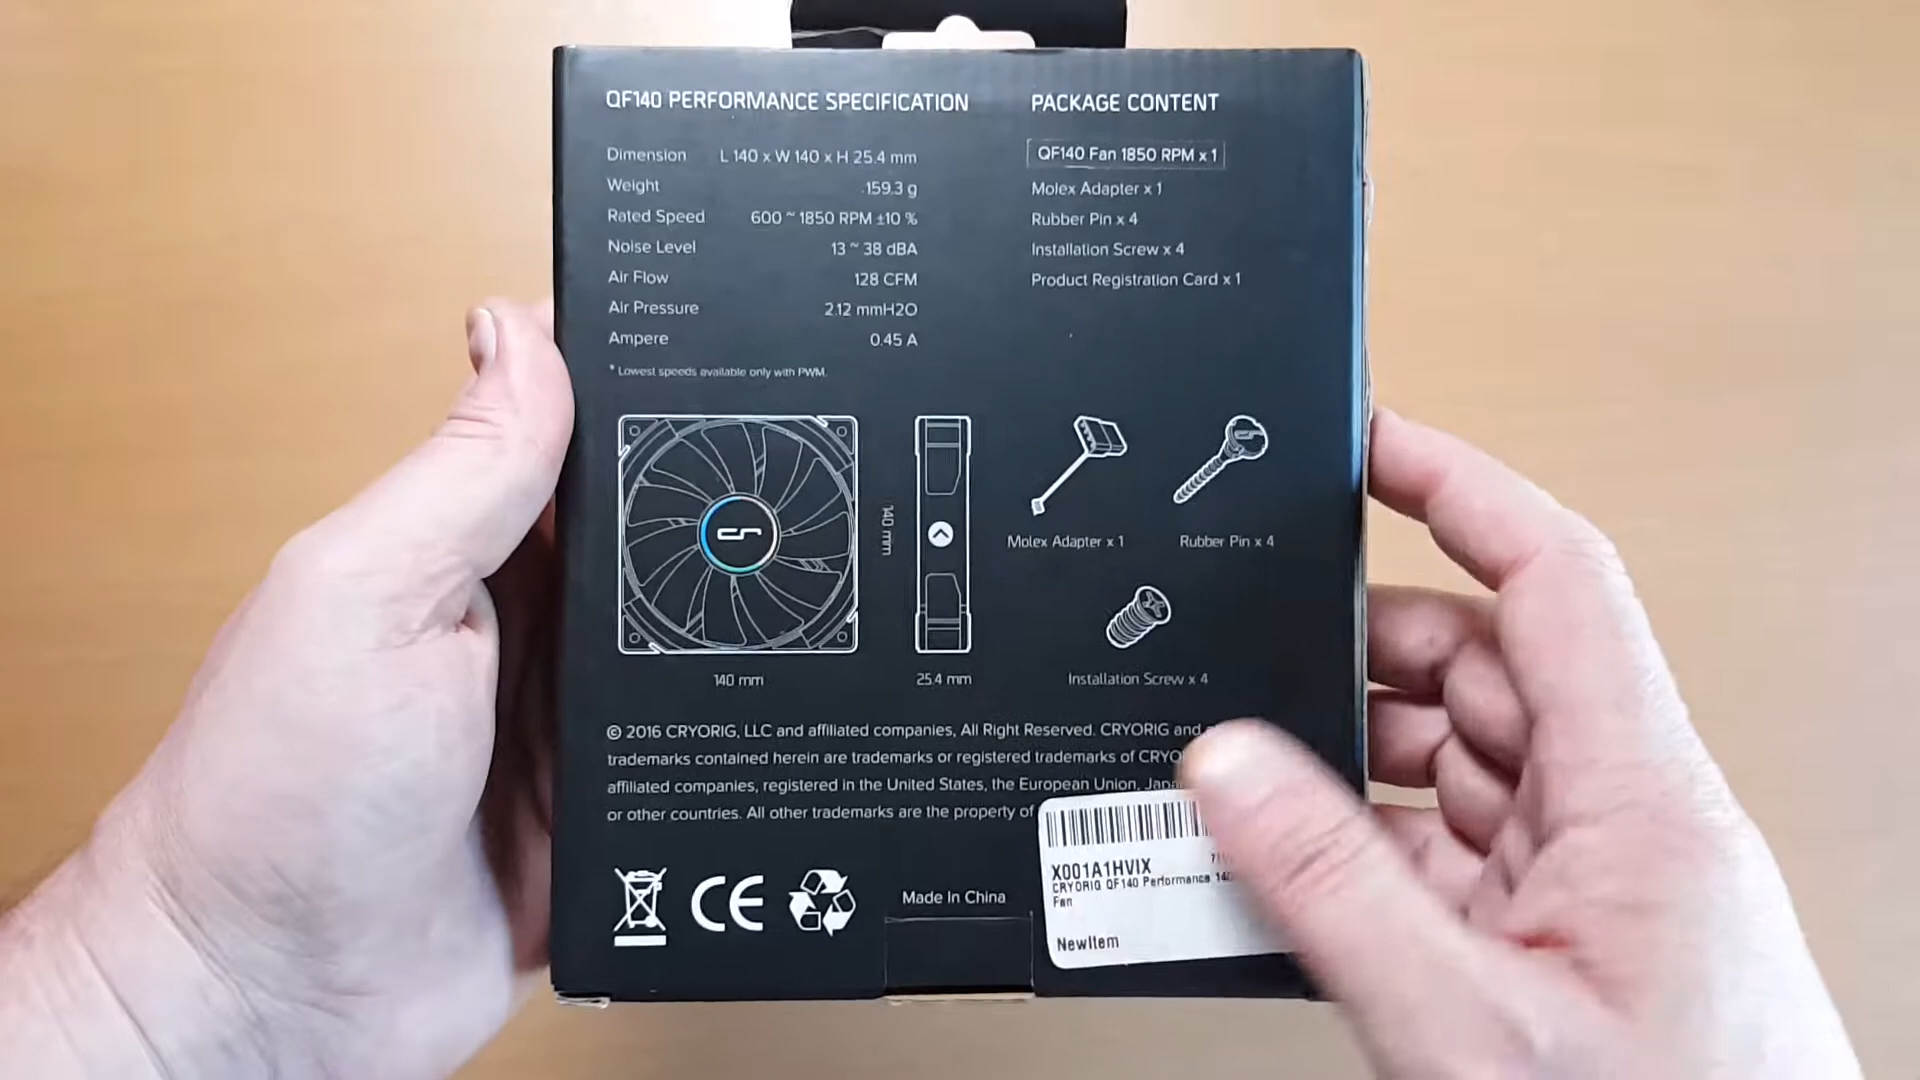 QF140 PERFORMANCE SPECIFICATION
Dimension L 140 x W 140 x H 25.4 mm
Weight 159.3 g
Rated Speed 600 ~ 1850 RPM ±10 %
Noise Level 13 ~ 38 dBA
Air Flow 128 CFM
Air Pressure 2.12 mmH2O
Ampere 0.45 A
* Lowest speeds available only with PWM.
PACKAGE CONTENT
QF140 Fan 1850 RPM x 1
Molex Adapter x 1
Rubber Pin x 4
Installation Screw x 4
Product Registration Card x 1
140 mm
140 mm
25.4 mm
Molex Adapter x 1
Rubber Pin x 4
Installation Screw x 4
© 2016 CRYORIG, LLC and affiliated companies, All Right Reserved. CRYORIG and
trademarks contained herein are trademarks or registered trademarks of
affiliated companies, registered in the United States, the European Union,
or other countries. All other trademarks are the property of
CE
Made In China
X001A1HVIX
CRYORIG QF140 Performance
Fan
NewItem